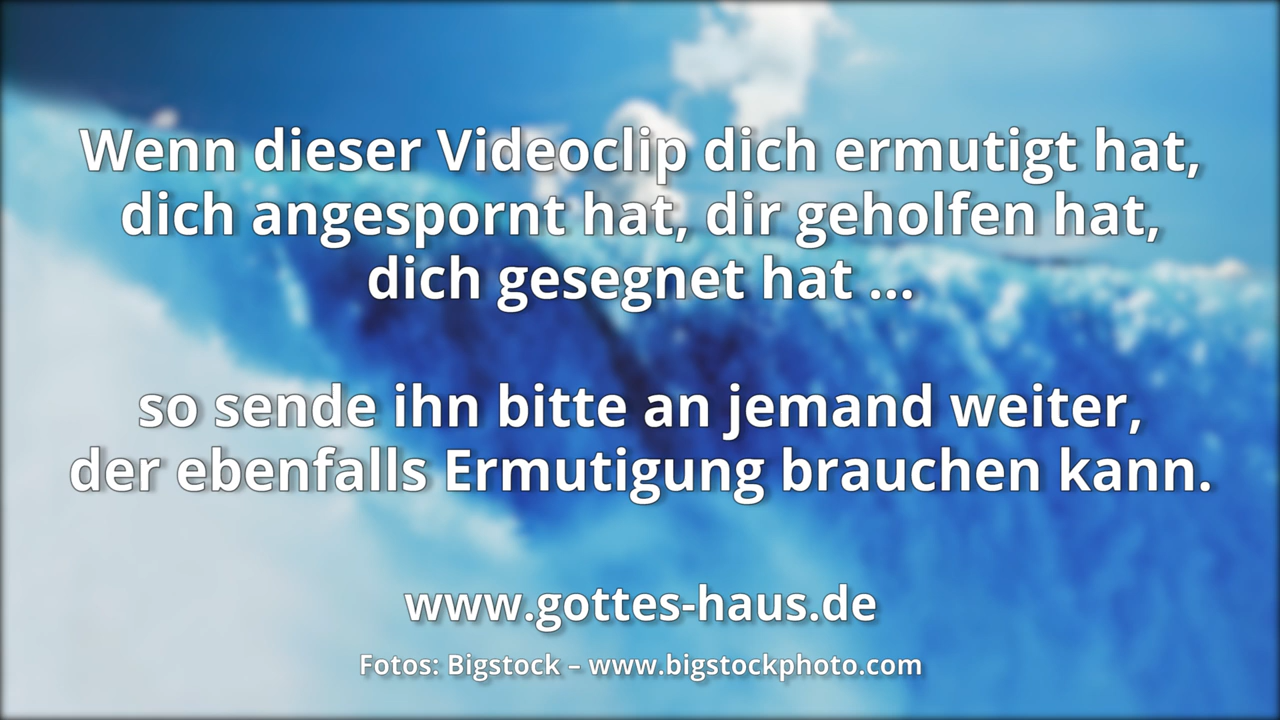 Wenn dieser Videoclip dich ermutigt hat,
dich angespornt hat, dir geholfen hat,
dich gesegnet hat ...
so sende ihn bitte an jemand weiter,
der ebenfalls Ermutigung brauchen kann.
www.gottes-haus.de
Fotos: Bigstock – www.bigstockphoto.com